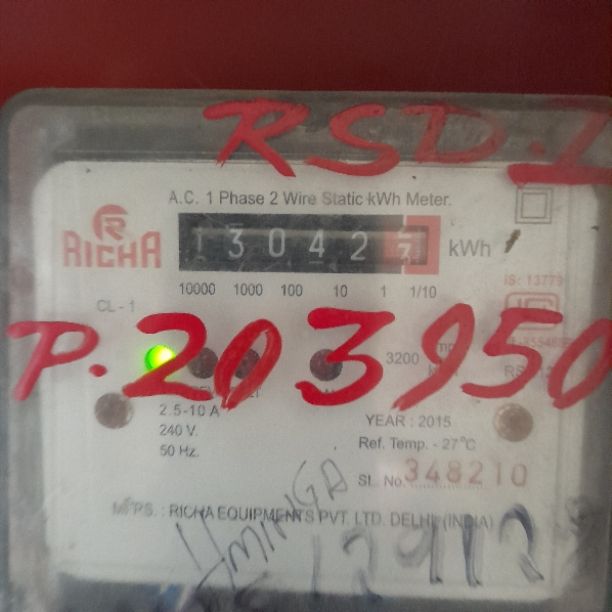 RSD-I
A.C. 1 Phase 2 Wire Static kWh Meter.
RICHA
13042 kWh
10000 1000 100 10 1 1/10
IS: 13779
CL - 1
P. 203950
3200
2.5-10 A
240 V.
50 Hz.
YEAR : 2015
Ref. Temp. - 27°C
SL. No. 348210
MFRS. : RICHA EQUIPMENTS PVT. LTD. DELHI (INDIA)